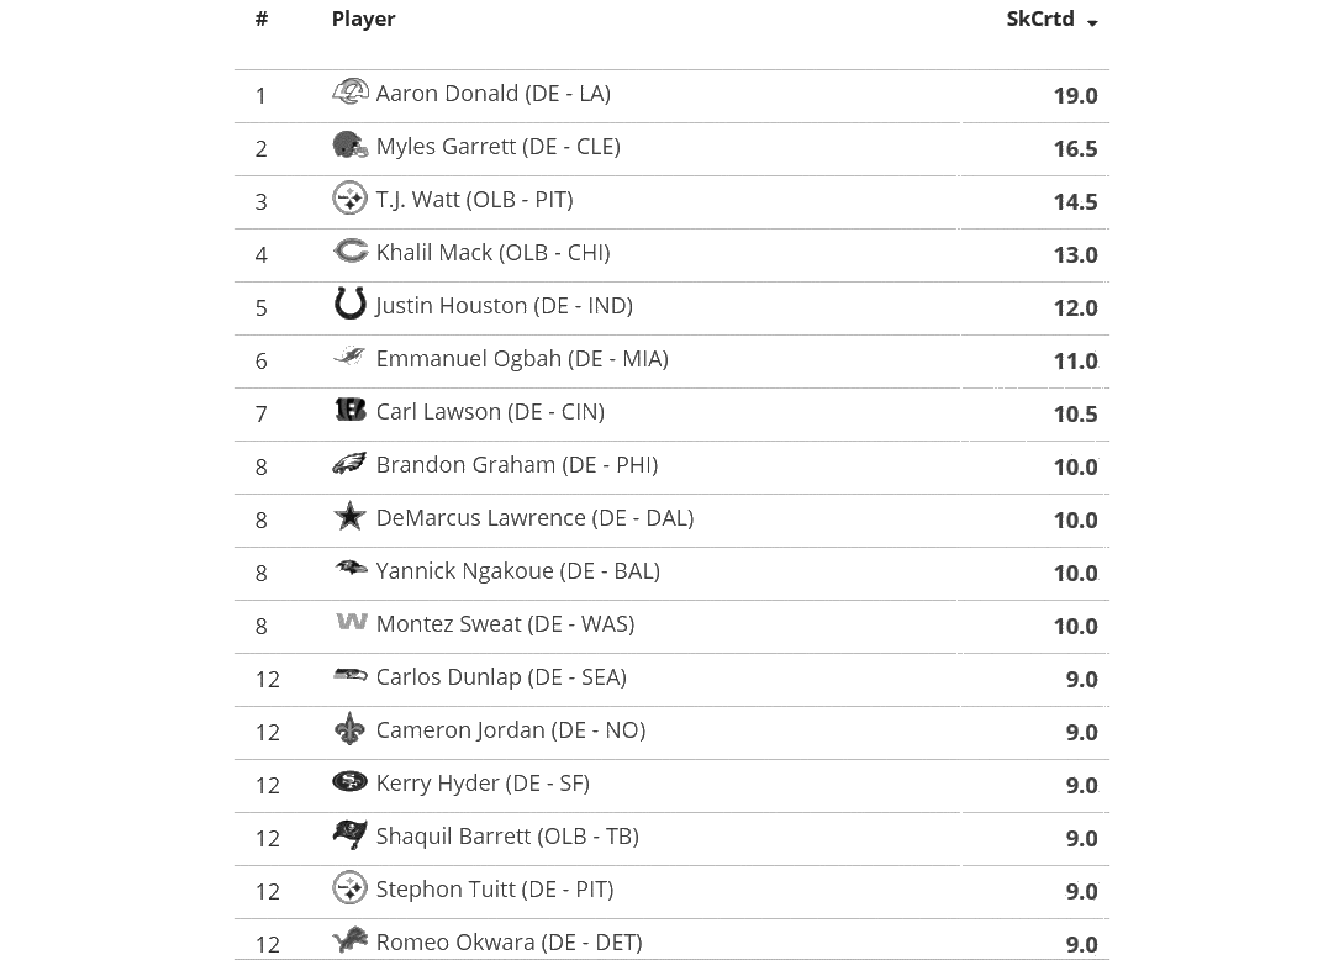 # Player SkCrtd
1 Aaron Donald (DE - LA) 19.0
2 Myles Garrett (DE - CLE) 16.5
3 T.J. Watt (OLB - PIT) 14.5
4 Khalil Mack (OLB - CHI) 13.0
5 Justin Houston (DE - IND) 12.0
6 Emmanuel Ogbah (DE - MIA) 11.0
7 Carl Lawson (DE - CIN) 10.5
8 Brandon Graham (DE - PHI) 10.0
8 DeMarcus Lawrence (DE - DAL) 10.0
8 Yannick Ngakoue (DE - BAL) 10.0
8 Montez Sweat (DE - WAS) 10.0
12 Carlos Dunlap (DE - SEA) 9.0
12 Cameron Jordan (DE - NO) 9.0
12 Kerry Hyder (DE - SF) 9.0
12 Shaquil Barrett (OLB - TB) 9.0
12 Stephon Tuitt (DE - PIT) 9.0
12 Romeo Okwara (DE - DET) 9.0